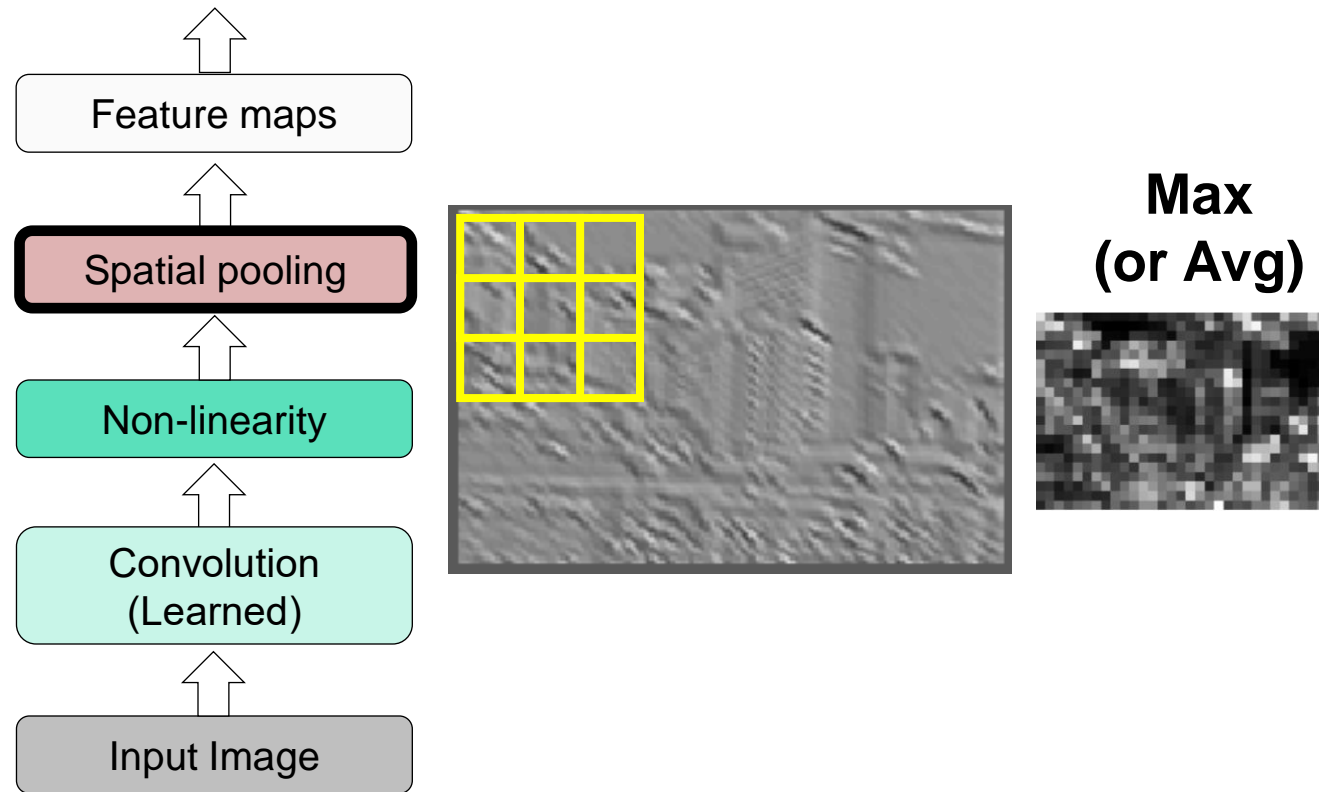 Feature maps
Spatial pooling
Non-linearity
Convolution
(Learned)
Input Image
Max
(or Avg)